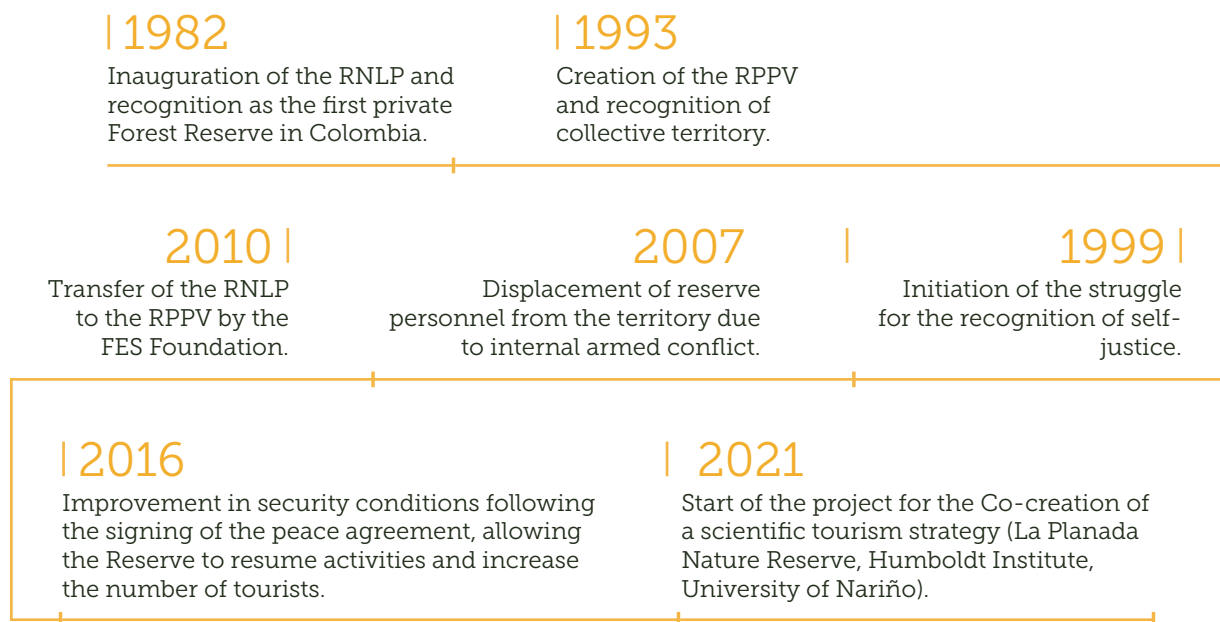 1982
Inauguration of the RNLP and
recognition as the first private
Forest Reserve in Colombia.
1993
Creation of the RPPV
and recognition of
collective territory.
2010
Transfer of the RNLP
to the RPPV by the
FES Foundation.
2007
Displacement of reserve
personnel from the territory due
to internal armed conflict.
1999
Initiation of the struggle
for the recognition of self-
justice.
2016
Improvement in security conditions following
the signing of the peace agreement, allowing
the Reserve to resume activities and increase
the number of tourists.
2021
Start of the project for the Co-creation of
a scientific tourism strategy (La Planada
Nature Reserve, Humboldt Institute,
University of Nariño).